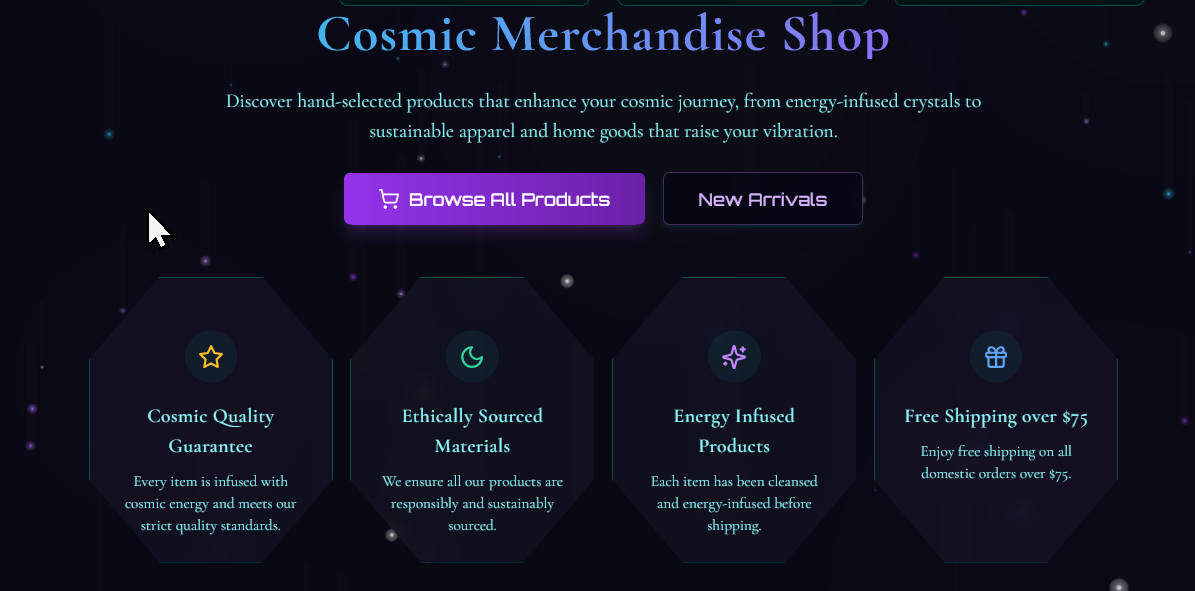 Cosmic Merchandise Shop
Discover hand-selected products that enhance your cosmic journey, from energy-infused crystals to
sustainable apparel and home goods that raise your vibration.
Browse All Products
New Arrivals
Cosmic Quality
Guarantee
Every item is infused with
cosmic energy and meets our
strict quality standards.
Ethically Sourced
Materials
We ensure all our products are
responsibly and sustainably
sourced.
Energy Infused
Products
Each item has been cleansed
and energy-infused before
shipping.
Free Shipping over $75
Enjoy free shipping on all
domestic orders over $75.